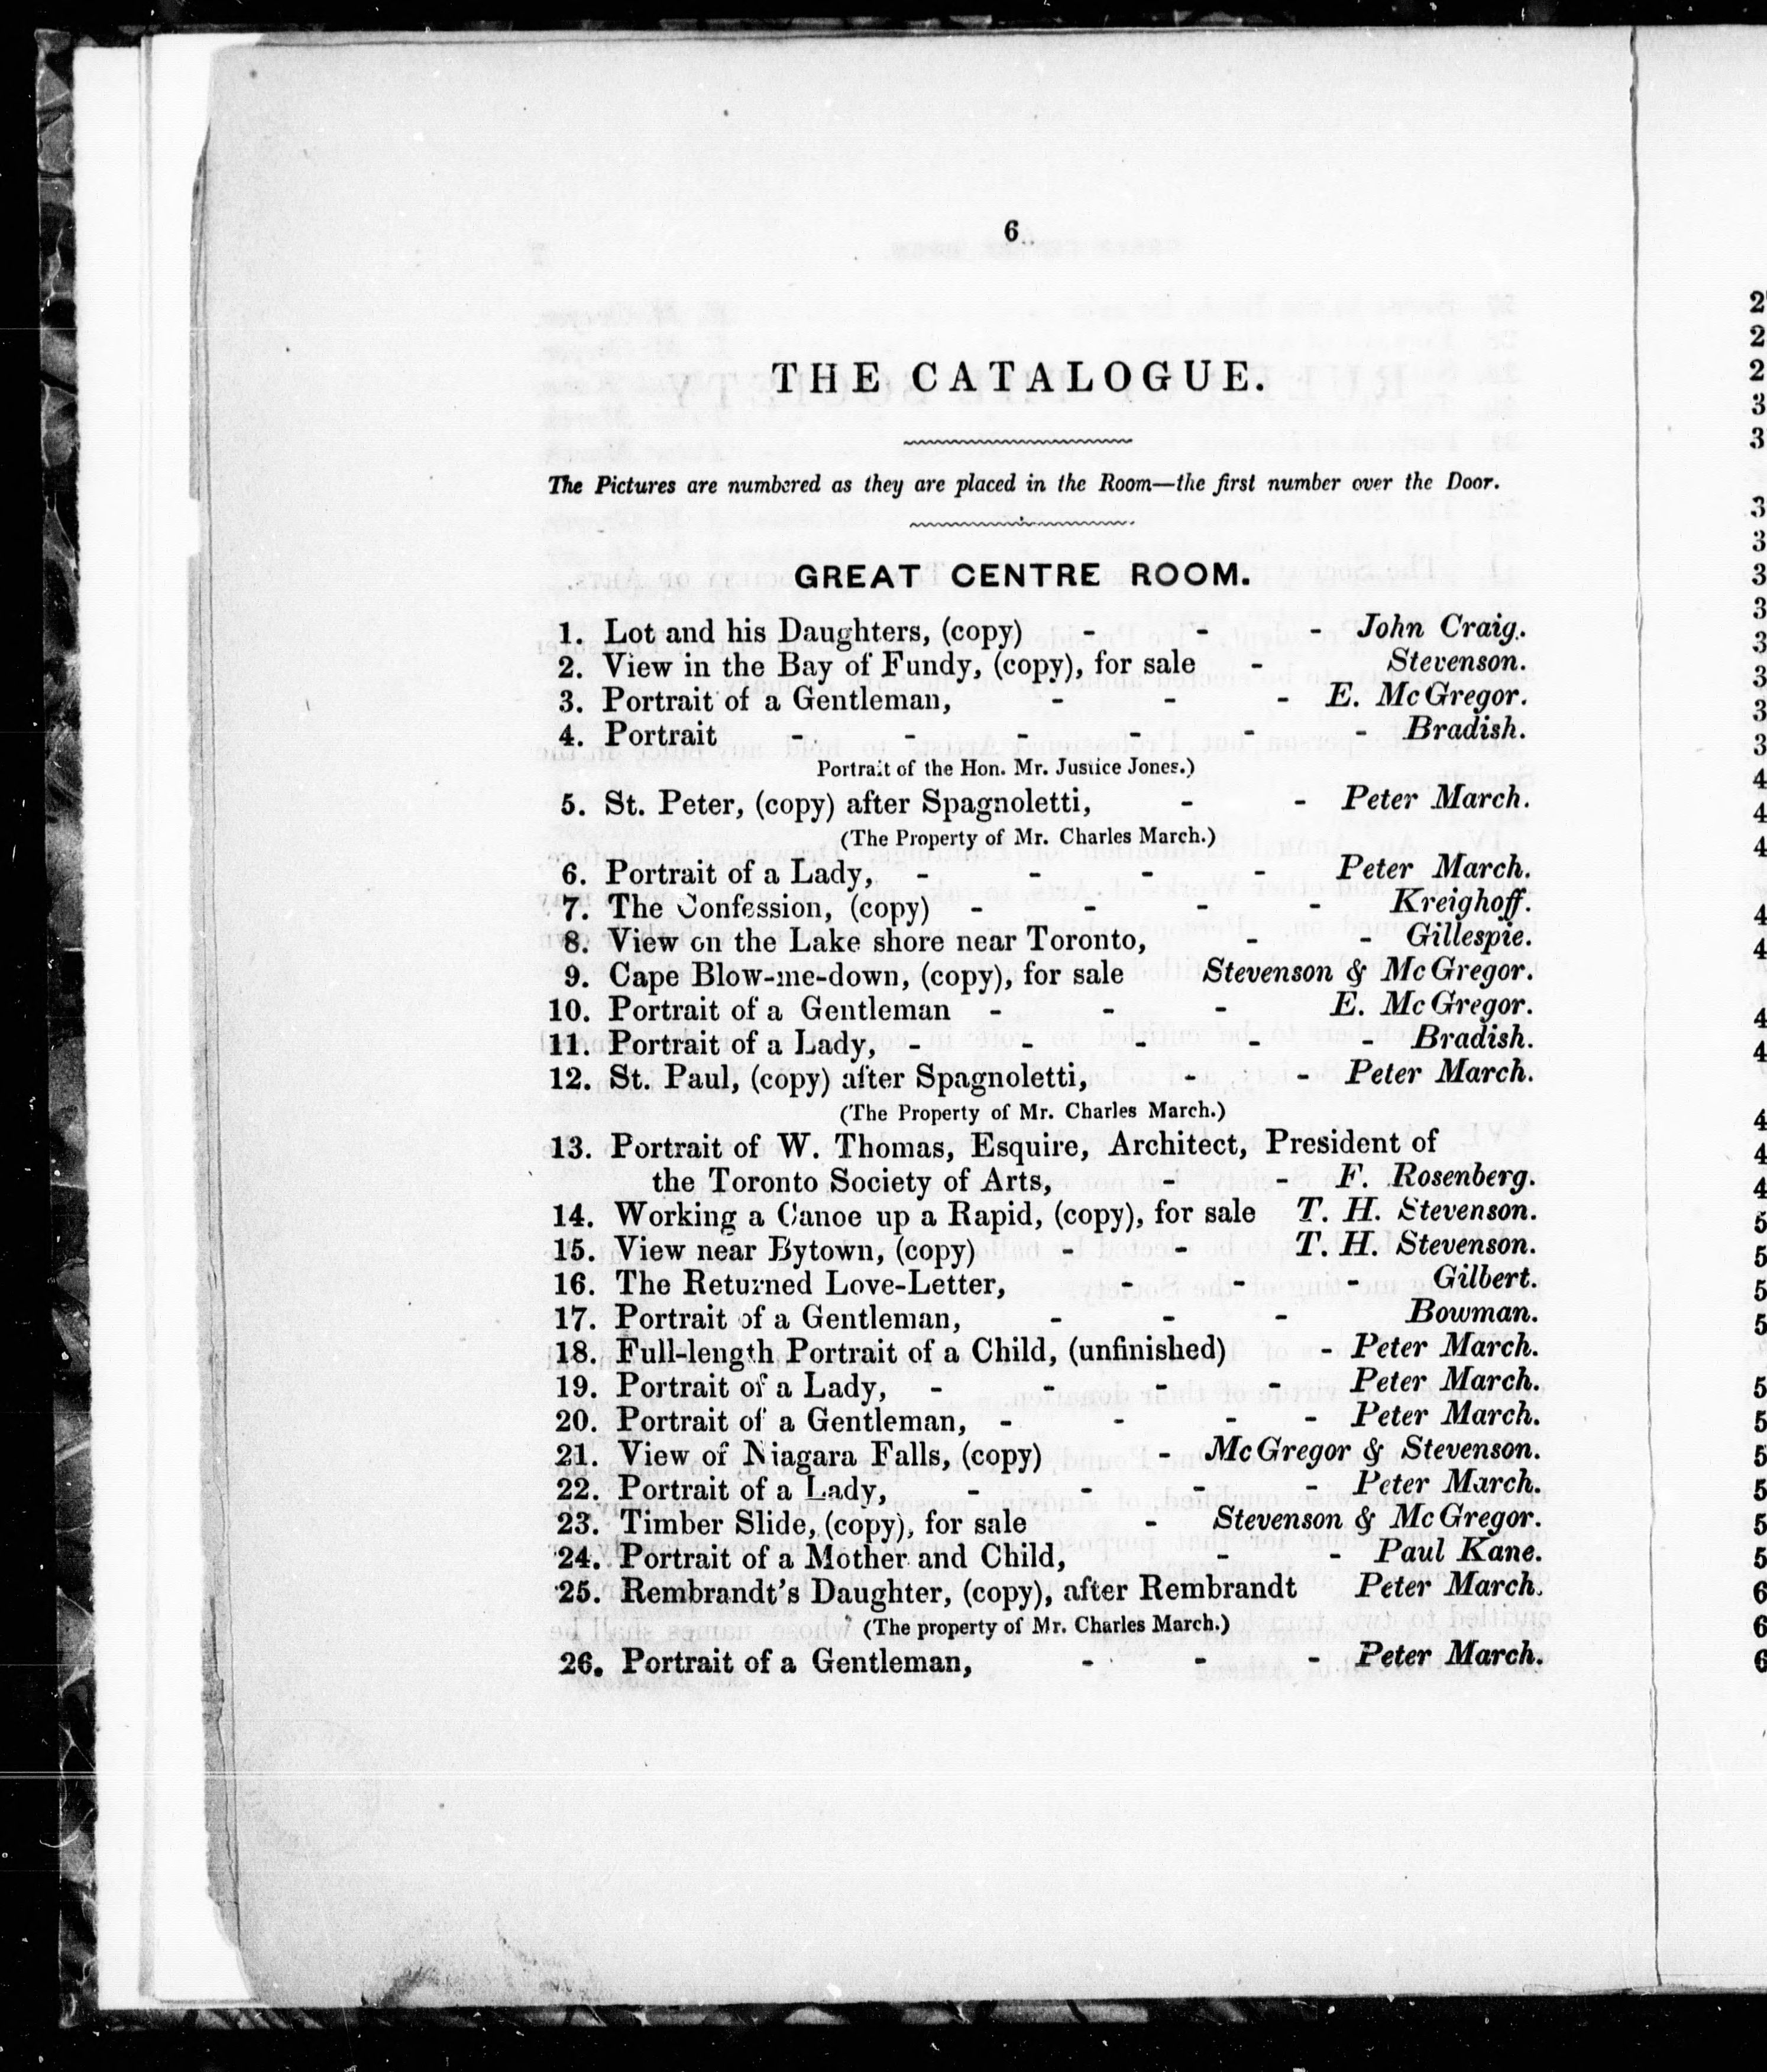 6
THE CATALOGUE.
The Pictures are numbered as they are placed in the Room—the first number over the Door.
GREAT CENTRE ROOM.
1. Lot and his Daughters, (copy) - - - John Craig.
2. View in the Bay of Fundy, (copy), for sale - Stevenson.
3. Portrait of a Gentleman, - - - E. McGregor.
4. Portrait - - - - - - Bradish.
Portrait of the Hon. Mr. Justice Jones.)
5. St. Peter, (copy) after Spagnoletti, - - Peter March.
(The Property of Mr. Charles March.)
6. Portrait of a Lady, - - - - Peter March.
7. The Confession, (copy) - - - - Kreighoff.
8. View on the Lake shore near Toronto, - - Gillespie.
9. Cape Blow-me-down, (copy), for sale Stevenson & McGregor.
10. Portrait of a Gentleman - - - E. McGregor.
11. Portrait of a Lady, - - - - - Bradish.
12. St. Paul, (copy) after Spagnoletti, - - Peter March.
(The Property of Mr. Charles March.)
13. Portrait of W. Thomas, Esquire, Architect, President of
the Toronto Society of Arts, - - F. Rosenberg.
14. Working a Canoe up a Rapid, (copy), for sale T. H. Stevenson.
15. View near Bytown, (copy) - - T. H. Stevenson.
16. The Returned Love-Letter, - - - Gilbert.
17. Portrait of a Gentleman, - - - Bowman.
18. Full-length Portrait of a Child, (unfinished) - Peter March.
19. Portrait of a Lady, - - - - Peter March.
20. Portrait of a Gentleman, - - - - Peter March.
21. View of Niagara Falls, (copy) - McGregor & Stevenson.
22. Portrait of a Lady, - - - - Peter March.
23. Timber Slide, (copy), for sale - Stevenson & McGregor.
24. Portrait of a Mother and Child, - - Paul Kane.
25. Rembrandt's Daughter, (copy), after Rembrandt Peter March.
(The property of Mr. Charles March.)
26. Portrait of a Gentleman, - - - Peter March.